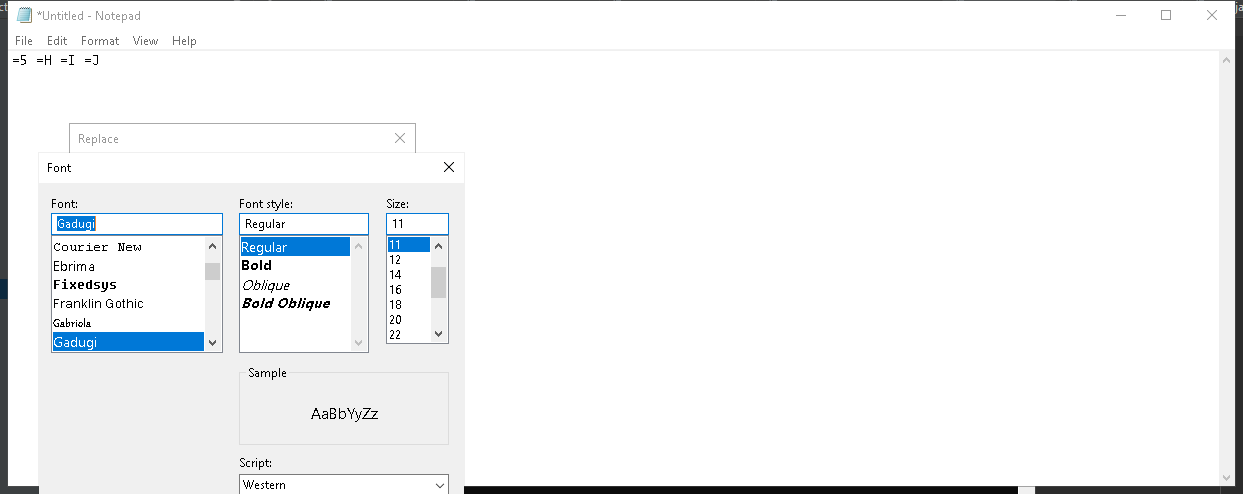 *Untitled - Notepad
File Edit Format View Help
=5 =H =I =J
Replace
Font
Font: Font style: Size:
Gadugi Regular 11
Courier New Regular 11
Ebrima Bold 12
Fixedsys Oblique 14
Franklin Gothic Bold Oblique 16
Gabriola 18
Gadugi 20
22
Sample
AaBbYyZz
Script:
Western